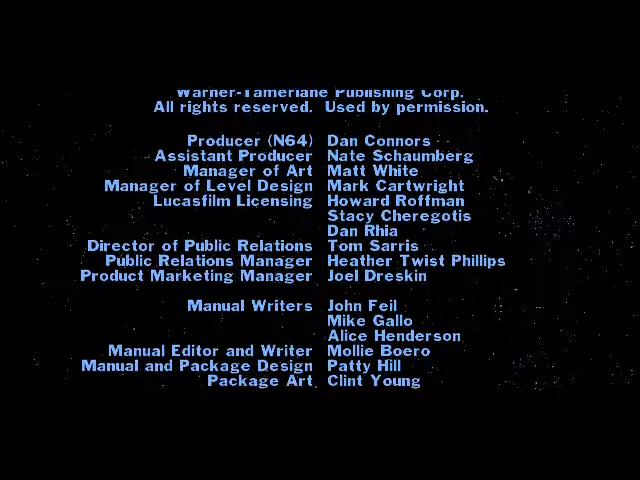 Warner-Tamerlane Publishing Corp.
All rights reserved. Used by permission.
Producer (N64) Dan Connors
Assistant Producer Nate Schaumberg
Manager of Art Matt White
Manager of Level Design Mark Cartwright
Lucasfilm Licensing Howard Roffman
Stacy Cheregotis
Dan Rhia
Director of Public Relations Tom Sarris
Public Relations Manager Heather Twist Phillips
Product Marketing Manager Joel Dreskin
Manual Writers John Feil
Mike Gallo
Alice Henderson
Manual Editor and Writer Mollie Boero
Manual and Package Design Patty Hill
Package Art Clint Young